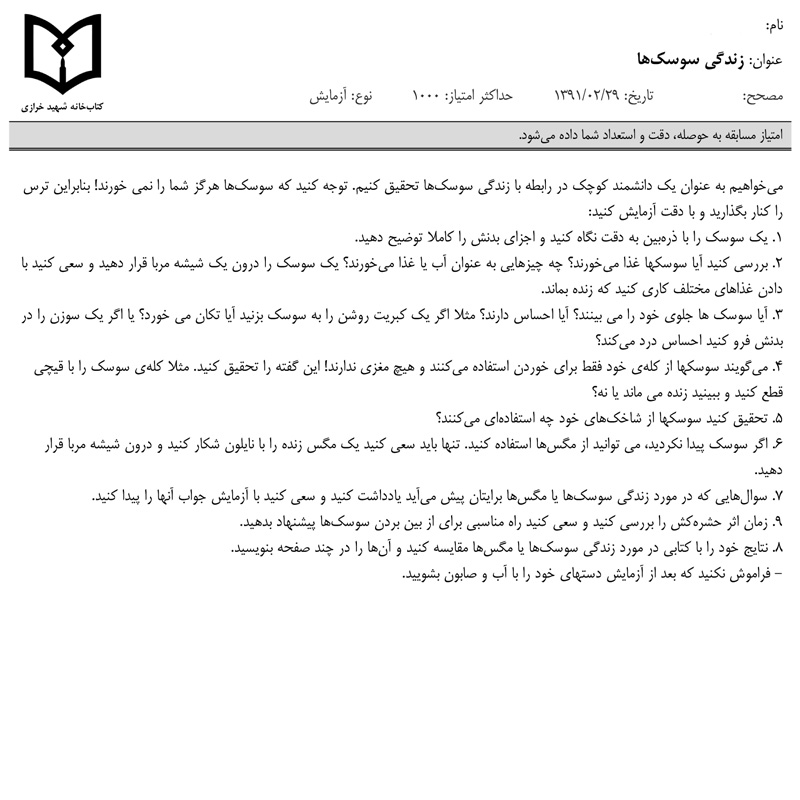 نام:
عنوان: زندگی سوسک‌ها
مصحح:
تاریخ: ۱۳۹۱/۰۲/۲۹
حداکثر امتیاز: ۱۰۰۰
نوع: آزمایش
کتاب‌خانه شهید خرازی
امتیاز مسابقه به حوصله، دقت و استعداد شما داده می‌شود.
می‌خواهیم به عنوان یک دانشمند کوچک در رابطه با زندگی سوسک‌ها تحقیق کنیم. توجه کنید که سوسک‌ها هرگز شما را نمی خورند! بنابراین ترس
را کنار بگذارید و با دقت آزمایش کنید:
۱. یک سوسک را با ذره‌بین به دقت نگاه کنید و اجزای بدنش را کاملا توضیح دهید.
۲. بررسی کنید آیا سوسکها غذا می‌خورند؟ چه چیزهایی به عنوان آب یا غذا می‌خورند؟ یک سوسک را درون یک شیشه مربا قرار دهید و سعی کنید با
دادن غذاهای مختلف کاری کنید که زنده بماند.
۳. آیا سوسک ها جلوی خود را می بینند؟ آیا احساس دارند؟ مثلا اگر یک کبریت روشن را به سوسک بزنید آیا تکان می خورد؟ یا اگر یک سوزن را در
بدنش فرو کنید احساس درد می‌کند؟
۴. می‌گویند سوسکها از کله‌ی خود فقط برای خوردن استفاده می‌کنند و هیچ مغزی ندارند! این گفته را تحقیق کنید. مثلا کله‌ی سوسک را با قیچی
قطع کنید و ببینید زنده می ماند یا نه؟
۵. تحقیق کنید سوسکها از شاخک‌های خود چه استفاده‌ای می‌کنند؟
۶. اگر سوسک پیدا نکردید، می توانید از مگس‌ها استفاده کنید. تنها باید سعی کنید یک مگس زنده را با نایلون شکار کنید و درون شیشه مربا قرار
دهید.
۷. سوال‌هایی که در مورد زندگی سوسک‌ها یا مگس‌ها برایتان پیش می‌آید یادداشت کنید و سعی کنید با آزمایش جواب آنها را پیدا کنید.
۹. زمان اثر حشره‌کش را بررسی کنید و سعی کنید راه مناسبی برای از بین بردن سوسک‌ها پیشنهاد بدهید.
۸. نتایج خود را با کتابی در مورد زندگی سوسک‌ها یا مگس‌ها مقایسه کنید و آن‌ها را در چند صفحه بنویسید.
– فراموش نکنید که بعد از آزمایش دستهای خود را با آب و صابون بشویید.